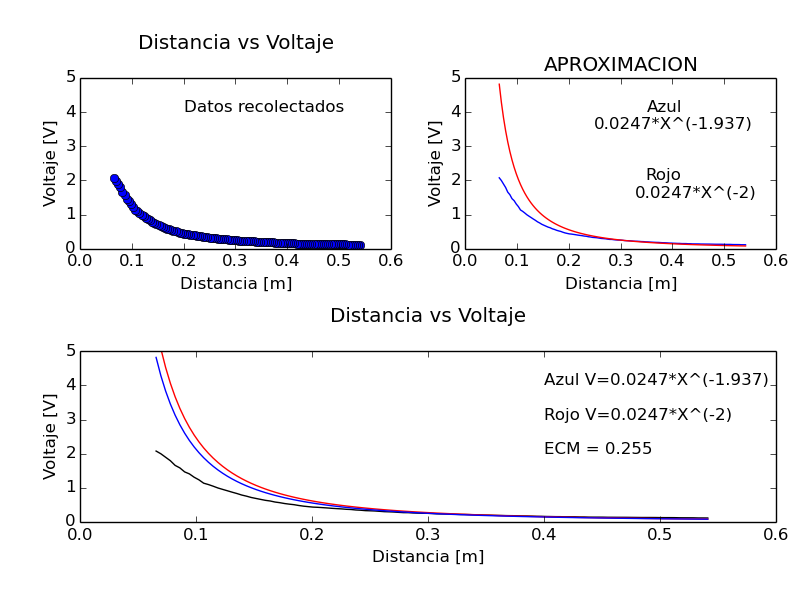 Distancia vs Voltaje
5
4
3
2
1
0
Voltaje [V]
Datos recolectados
0.0 0.1 0.2 0.3 0.4 0.5 0.6
Distancia [m]
APROXIMACION
5
4
3
2
1
0
Voltaje [V]
Azul
0.0247*X^(-1.937)
Rojo
0.0247*X^(-2)
0.0 0.1 0.2 0.3 0.4 0.5 0.6
Distancia [m]
Distancia vs Voltaje
5
4
3
2
1
0
Voltaje [V]
Azul V=0.0247*X^(-1.937)
Rojo V=0.0247*X^(-2)
ECM = 0.255
0.0 0.1 0.2 0.3 0.4 0.5 0.6
Distancia [m]